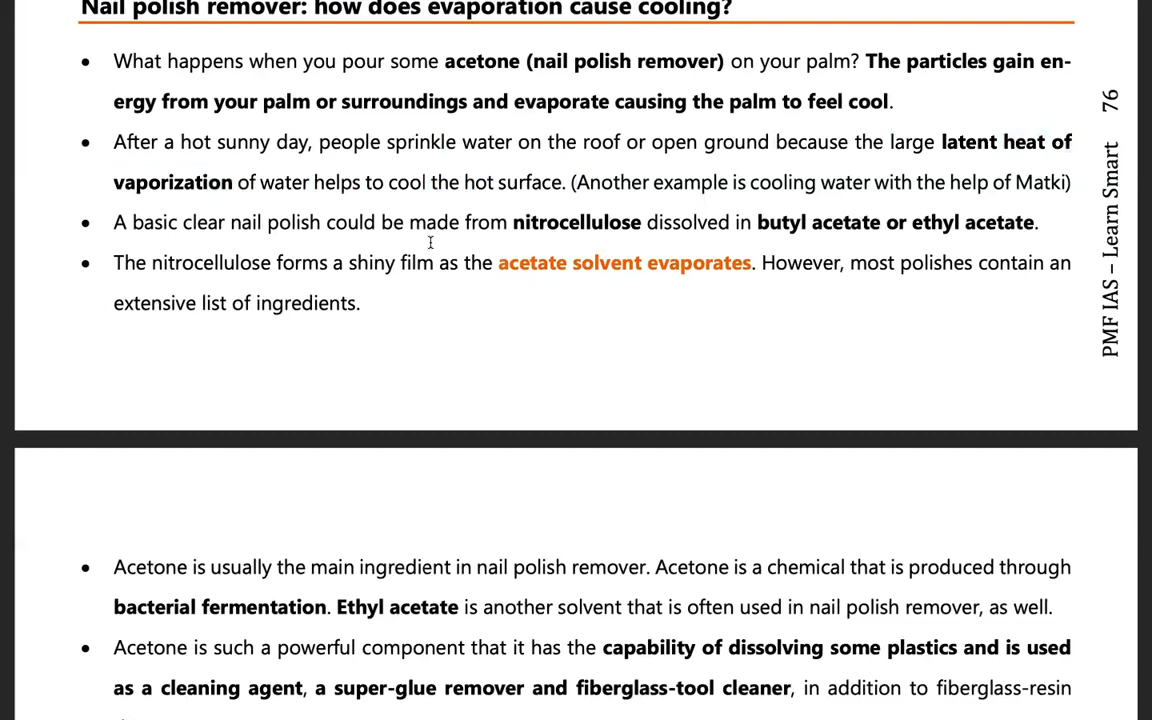 Nail polish remover: how does evaporation cause cooling?
• What happens when you pour some acetone (nail polish remover) on your palm? The particles gain en-
ergy from your palm or surroundings and evaporate causing the palm to feel cool.
• After a hot sunny day, people sprinkle water on the roof or open ground because the large latent heat of
vaporization of water helps to cool the hot surface. (Another example is cooling water with the help of Matki)
• A basic clear nail polish could be made from nitrocellulose dissolved in butyl acetate or ethyl acetate.
• The nitrocellulose forms a shiny film as the acetate solvent evaporates. However, most polishes contain an
extensive list of ingredients.
PMF IAS – Learn Smart 76
• Acetone is usually the main ingredient in nail polish remover. Acetone is a chemical that is produced through
bacterial fermentation. Ethyl acetate is another solvent that is often used in nail polish remover, as well.
• Acetone is such a powerful component that it has the capability of dissolving some plastics and is used
as a cleaning agent, a super-glue remover and fiberglass-tool cleaner, in addition to fiberglass-resin